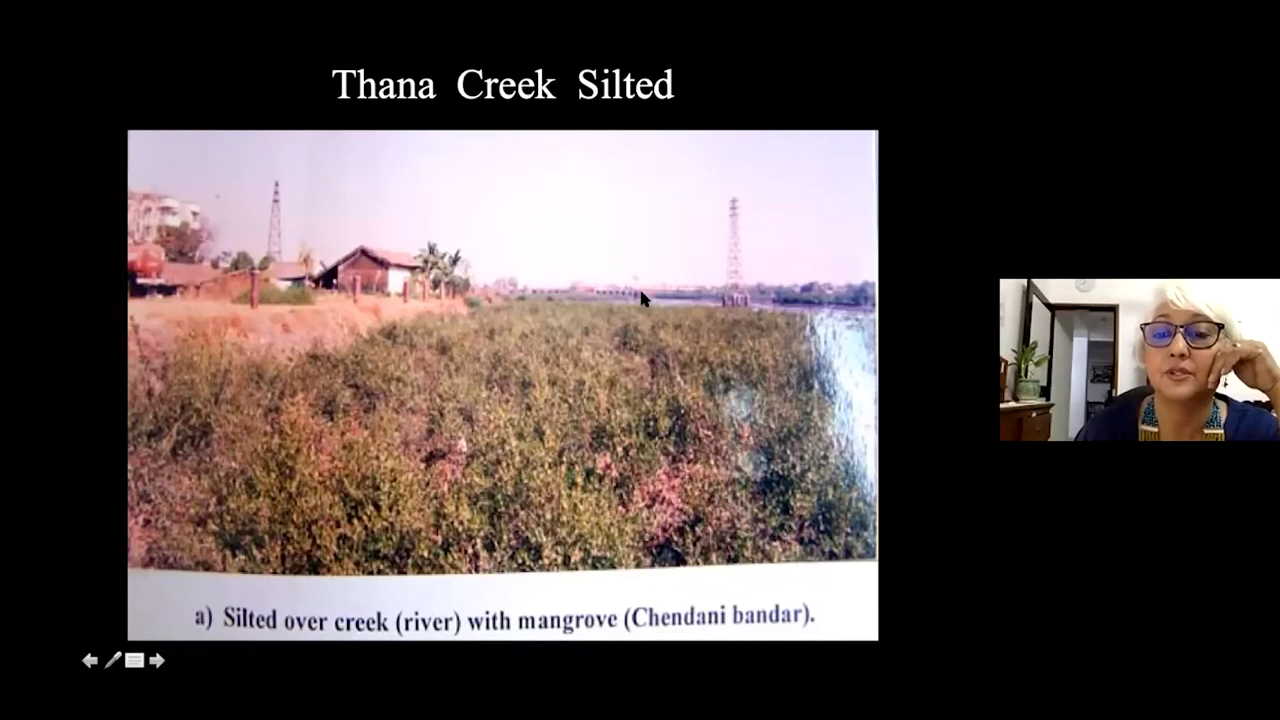 Thana Creek Silted
a) Silted over creek (river) with mangrove (Chendani bandar).